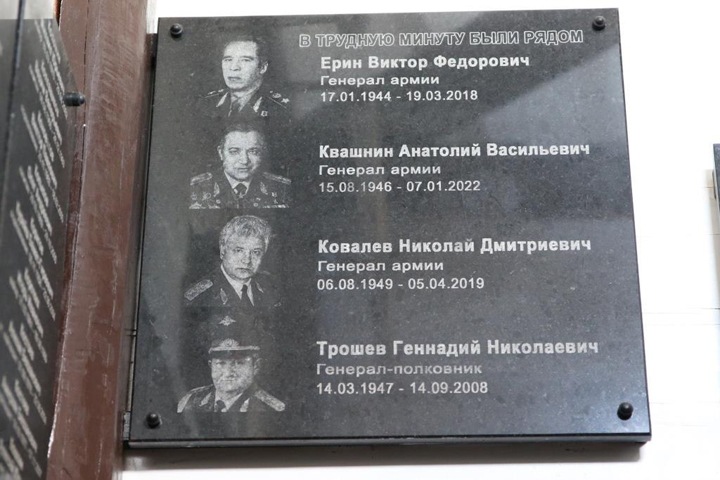 В ТРУДНУЮ МИНУТУ БЫЛИ РЯДОМ
Ерин Виктор Федорович
Генерал армии
17.01.1944 - 19.03.2018
Квашнин Анатолий Васильевич
Генерал армии
15.08.1946 - 07.01.2022
Ковалев Николай Дмитриевич
Генерал армии
06.08.1949 - 05.04.2019
Трошев Геннадий Николаевич
Генерал-полковник
14.03.1947 - 14.09.2008